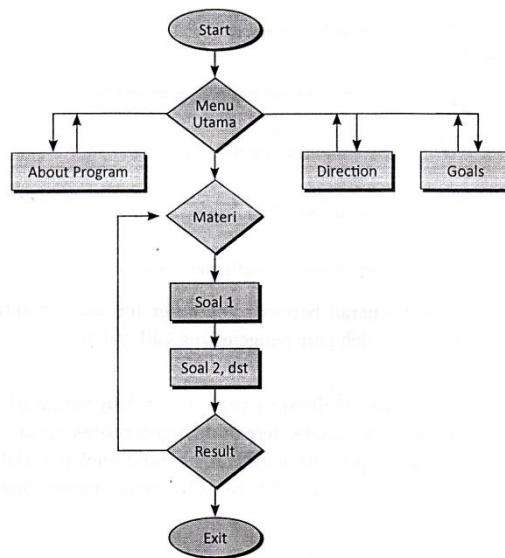 Start
Menu
Utama
About Program
Direction
Goals
Materi
Soal 1
Soal 2, dst
Result
Exit